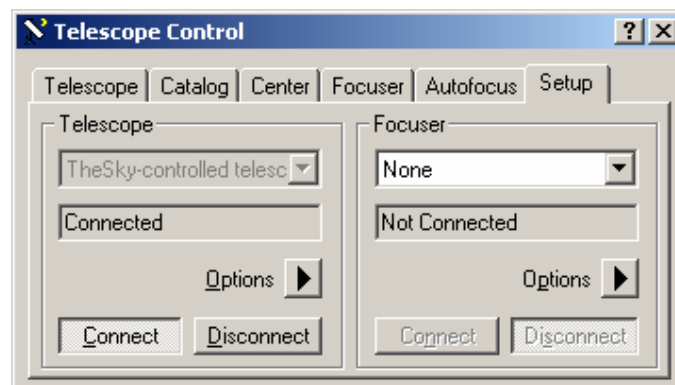 Telescope Control
Telescope Catalog Center Focuser Autofocus Setup
Telescope
TheSky-controlled telesc
Connected
Options
Connect Disconnect
Focuser
None
Not Connected
Options
Connect Disconnect